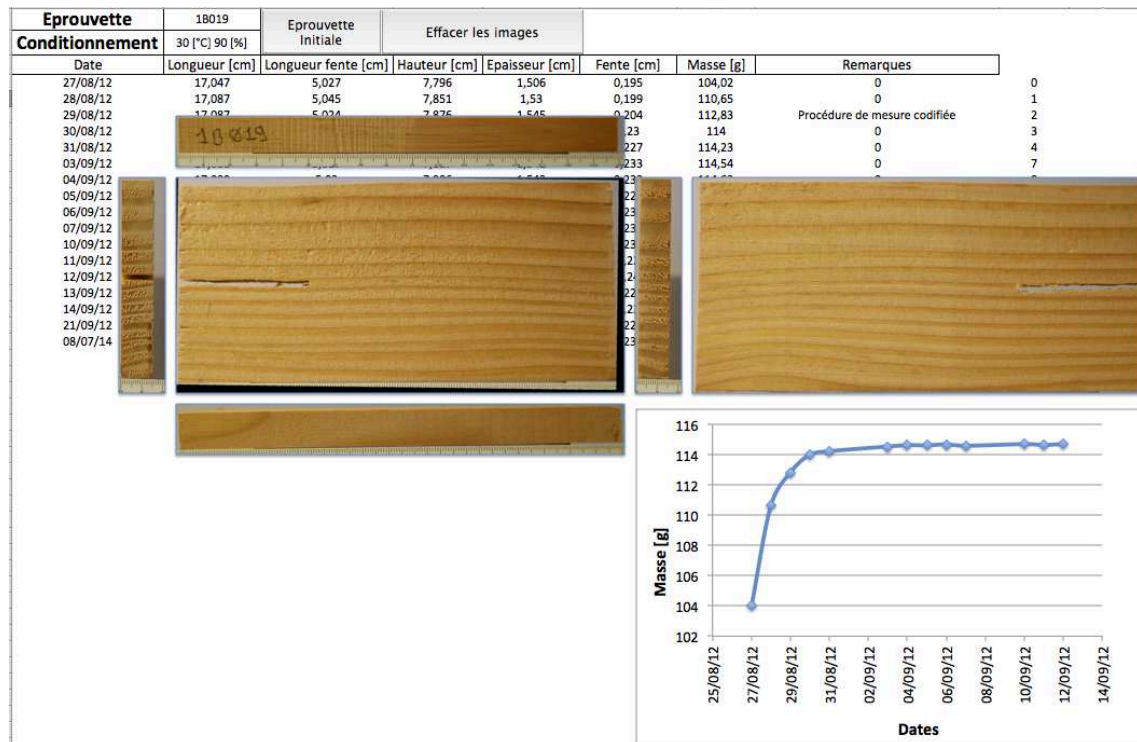 Eprouvette 1B019 Eprouvette Initiale Effacer les images
Conditionnement 30 [°C] 90 [%]
Date Longueur [cm] Longueur fente [cm] Hauteur [cm] Epaisseur [cm] Fente [cm] Masse [g] Remarques
27/08/12 17,047 5,027 7,796 1,506 0,195 104,02 0 0
28/08/12 17,087 5,045 7,851 1,53 0,199 110,65 0 1
29/08/12 17,087 5,024 7,876 1,545 0,204 112,83 Procédure de mesure codifiée 2
30/08/12 114 0 3
31/08/12 114,23 0 4
03/09/12 114,54 0 7
04/09/12
05/09/12
06/09/12
07/09/12
10/09/12
11/09/12
12/09/12
13/09/12
14/09/12
21/09/12
08/07/14
1B019
116
114
112
110
108
106
104
102
Masse [g]
25/08/12 27/08/12 29/08/12 31/08/12 02/09/12 04/09/12 06/09/12 08/09/12 10/09/12 12/09/12 14/09/12
Dates